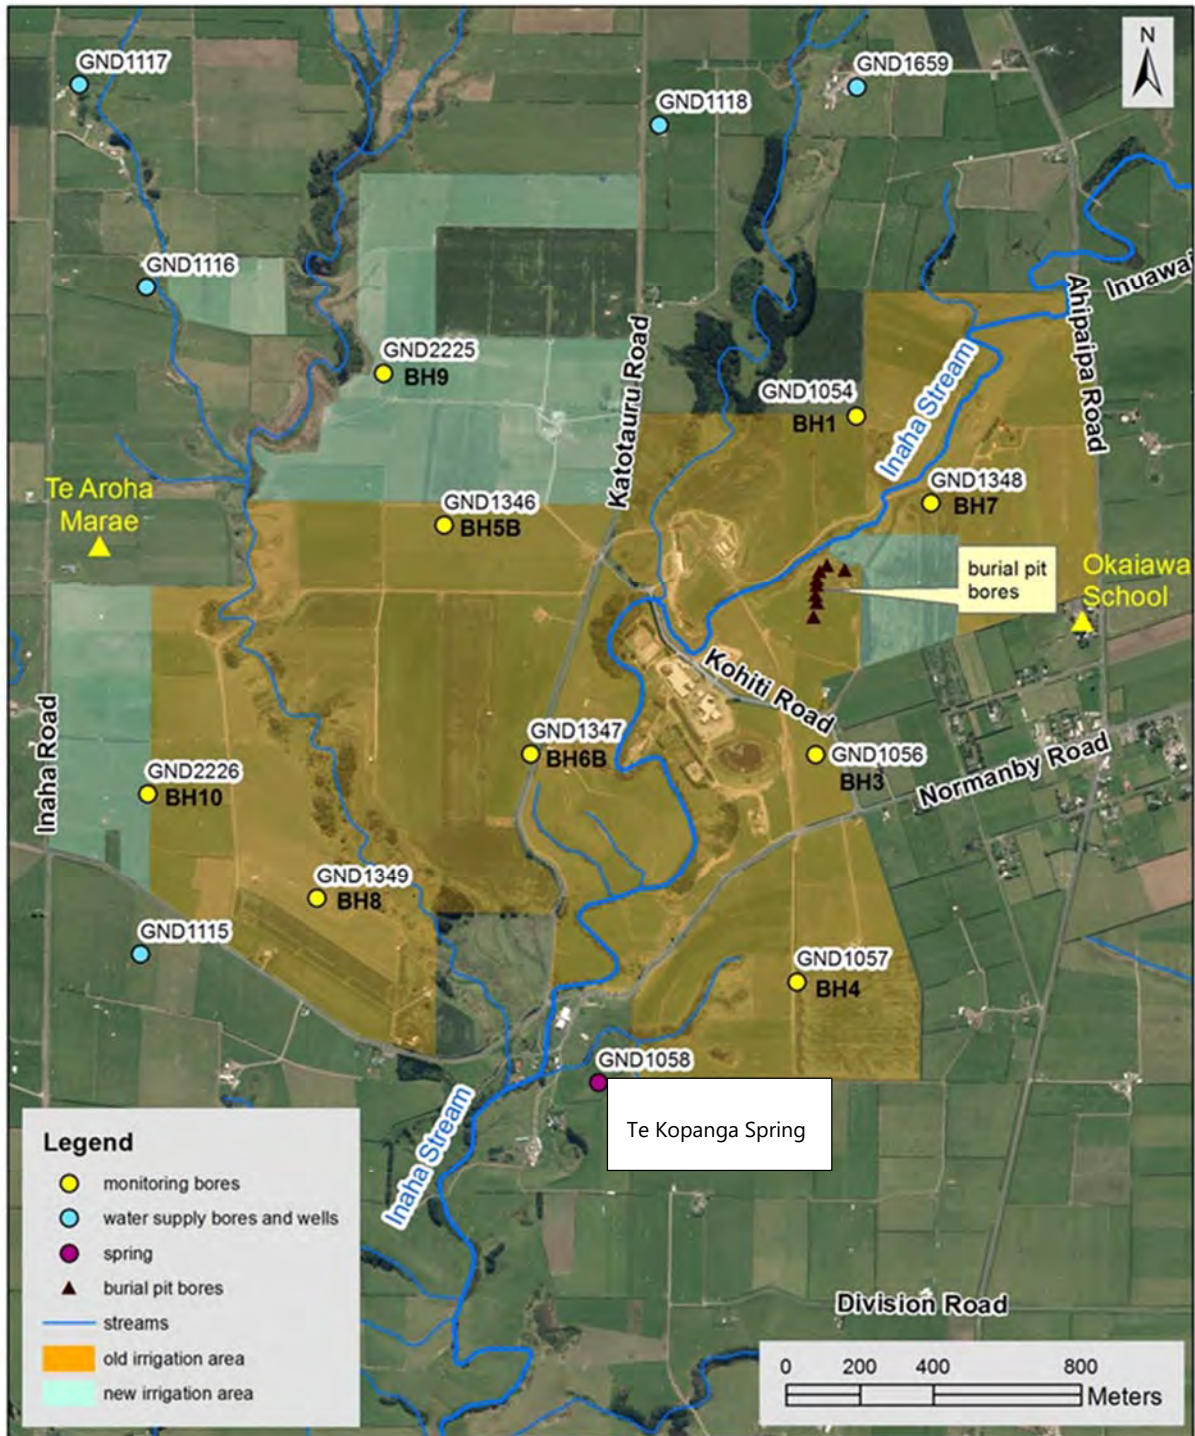 N
GND1117
GND1659
GND1118
GND1116
Inuawai
Ahipaipa Road
GND2225
BH9
Katotauru Road
GND1054
BH1
Inaha Stream
GND1348
BH7
Te Aroha
Marae
GND1346
BH5B
burial pit
bores
Okaiawa
School
Kohiti Road
Inaha Road
GND1347
BH6B
GND1056
BH3
Normanby Road
GND2226
BH10
GND1349
BH8
GND1115
GND1057
BH4
GND1058
Te Kopanga Spring
Inaha Stream
Legend
monitoring bores
water supply bores and wells
spring
burial pit bores
streams
old irrigation area
new irrigation area
Division Road
0 200 400 800
Meters